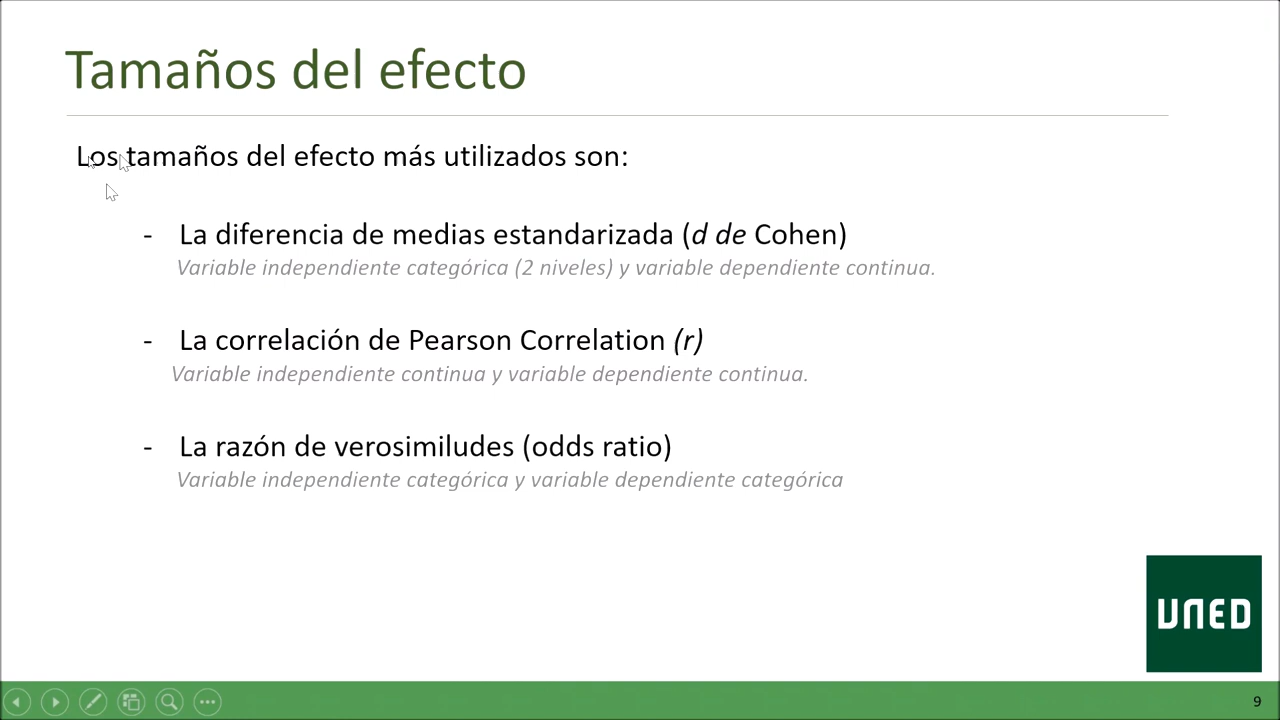 Tamaños del efecto
Los tamaños del efecto más utilizados son:
- La diferencia de medias estandarizada (d de Cohen)
Variable independiente categórica (2 niveles) y variable dependiente continua.
- La correlación de Pearson Correlation (r)
Variable independiente continua y variable dependiente continua.
- La razón de verosimiludes (odds ratio)
Variable independiente categórica y variable dependiente categórica
UNED
9